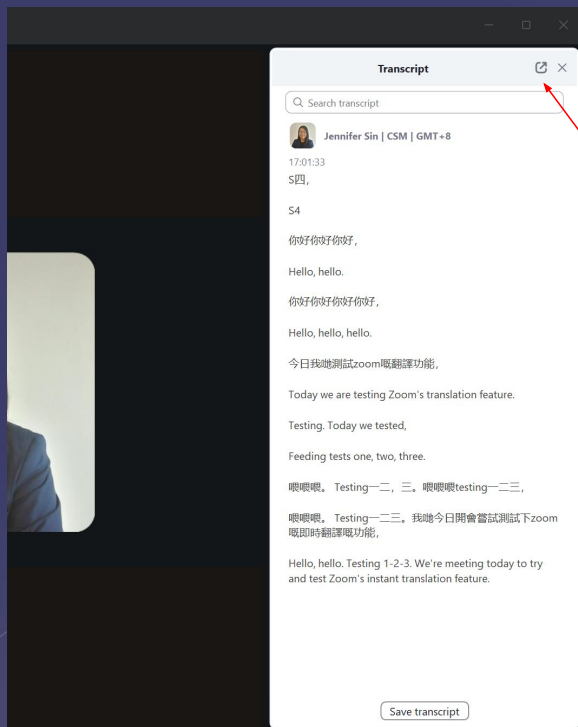 Transcript
Search transcript
Jennifer Sin | CSM | GMT+8
17:01:33
S四，
S4
你好你好你好，
Hello, hello.
你好你好你好你好，
Hello, hello, hello.
今日我哋測試zoom嘅翻譯功能，
Today we are testing Zoom's translation feature.
Testing. Today we tested,
Feeding tests one, two, three.
喂喂喂。 Testing一二，三。喂喂喂testing一二三，
喂喂喂。 Testing一二三。我哋今日開會嘗試測試下zoom
嘅即時翻譯嘅功能，
Hello, hello. Testing 1-2-3. We're meeting today to try
and test Zoom's instant translation feature.
Save transcript